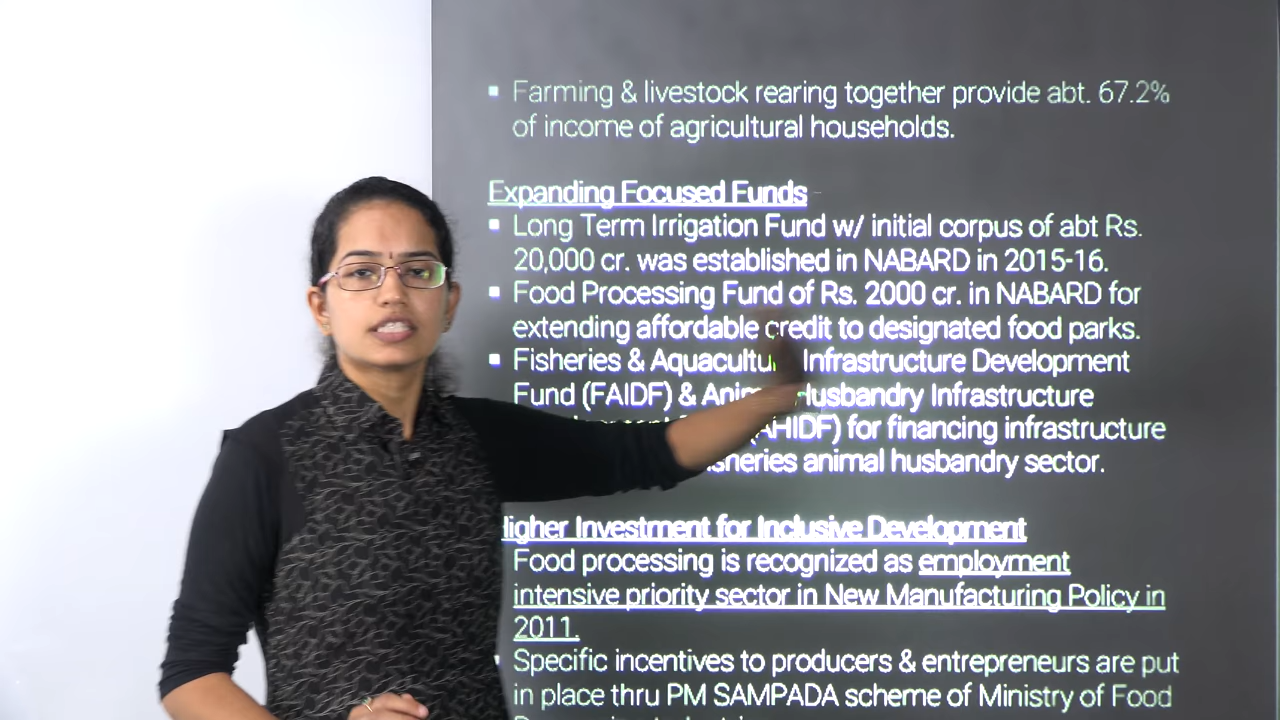 ▪ Farming & livestock rearing together provide abt. 67.2%
of income of agricultural households.
Expanding Focused Funds
▪ Long Term Irrigation Fund w/ initial corpus of abt Rs.
20,000 cr. was established in NABARD in 2015-16.
▪ Food Processing Fund of Rs. 2000 cr. in NABARD for
extending affordable credit to designated food parks.
▪ Fisheries & Aquacultu Infrastructure Development
Fund (FAIDF) & Anim Husbandry Infrastructure
(AHIDF) for financing infrastructure
sheries animal husbandry sector.
Higher Investment for Inclusive Development
Food processing is recognized as employment
intensive priority sector in New Manufacturing Policy in
2011.
▪ Specific incentives to producers & entrepreneurs are put
in place thru PM SAMPADA scheme of Ministry of Food